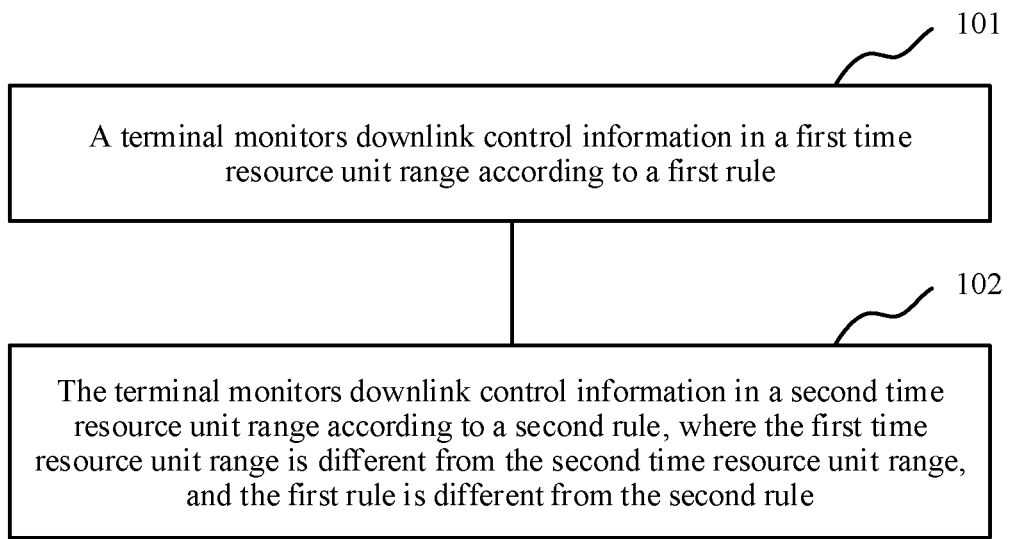 101
A terminal monitors downlink control information in a first time
resource unit range according to a first rule
102
The terminal monitors downlink control information in a second time
resource unit range according to a second rule, where the first time
resource unit range is different from the second time resource unit range,
and the first rule is different from the second rule